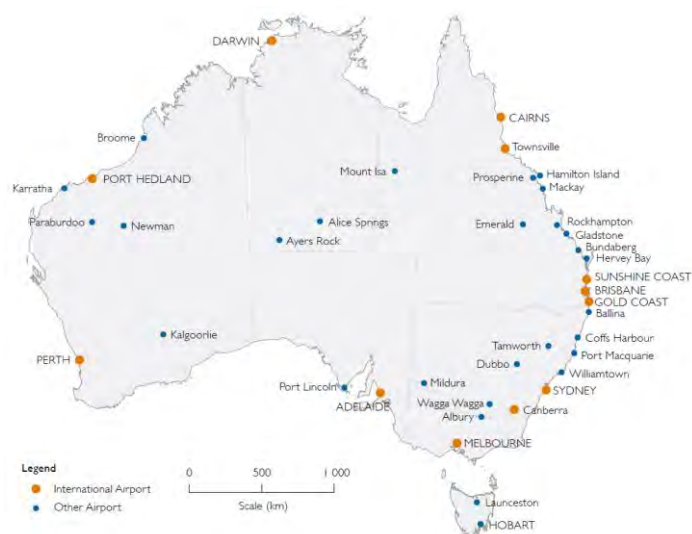 DARWIN
CAIRNS
Broome
Townsville
Mount Isa
Hamilton Island
Prosperine
PORT HEDLAND
Mackay
Karratha
Paraburdoo
Newman
Alice Springs
Emerald
Rockhampton
Gladstone
Ayers Rock
Bundaberg
Hervey Bay
SUNSHINE COAST
BRISBANE
GOLD COAST
Ballina
Kalgoorlie
Coffs Harbour
Tamworth
Port Macquarie
PERTH
Dubbo
Williamtown
Port Lincoln
Mildura
SYDNEY
ADELAIDE
Wagga Wagga
Canberra
Albury
MELBOURNE
Legend
International Airport
Other Airport
0 500 1 000
Scale (km)
Launceston
HOBART